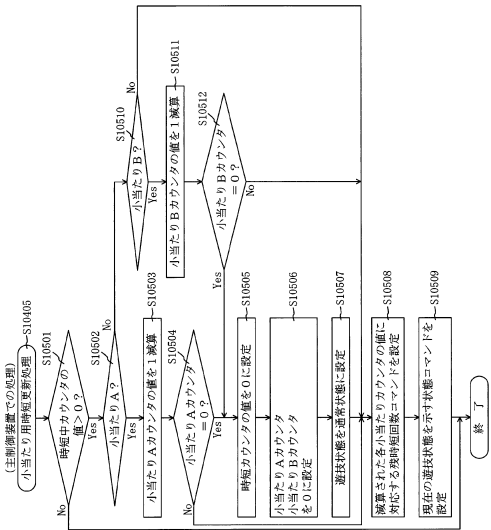 (主制御装置での処理)
小当たり用時短更新処理
S10405
S10501
時短中カウンタの
値>0？
No
Yes
S10502
小当たりA？
No
Yes
S10503
小当たりAカウンタの値を1減算
S10504
小当たりAカウンタ
=0？
No
Yes
S10510
小当たりB？
No
Yes
S10511
小当たりBカウンタの値を1減算
S10512
小当たりBカウンタ
=0？
Yes
No
S10505
時短カウンタの値を0に設定
S10506
小当たりAカウンタ
小当たりBカウンタ
を0に設定
S10507
遊技状態を通常状態に設定
S10508
減算された各小当たりカウンタの値に
対応する残時短回数コマンドを設定
S10509
現在の遊技状態を示す状態コマンドを
設定
終了